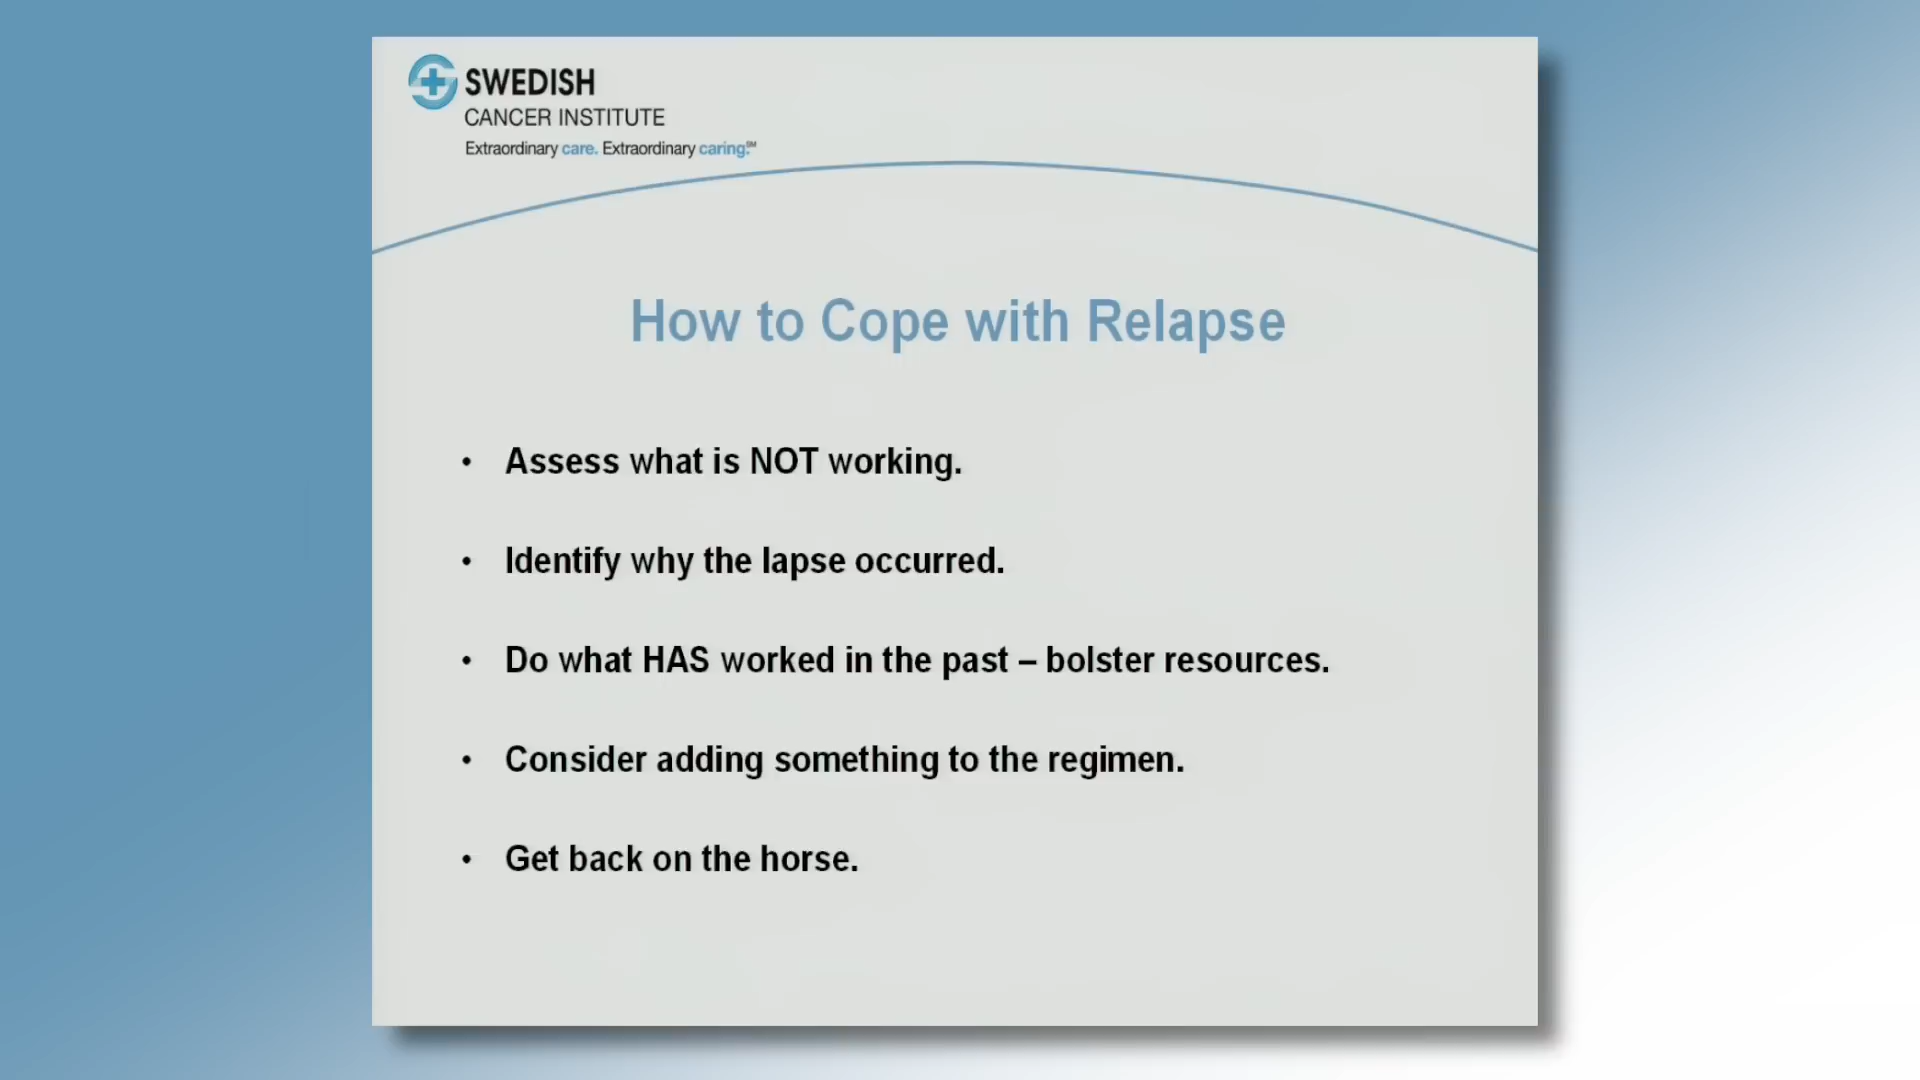 SWEDISH
CANCER INSTITUTE
Extraordinary care. Extraordinary caring.℠
How to Cope with Relapse
• Assess what is NOT working.
• Identify why the lapse occurred.
• Do what HAS worked in the past – bolster resources.
• Consider adding something to the regimen.
• Get back on the horse.